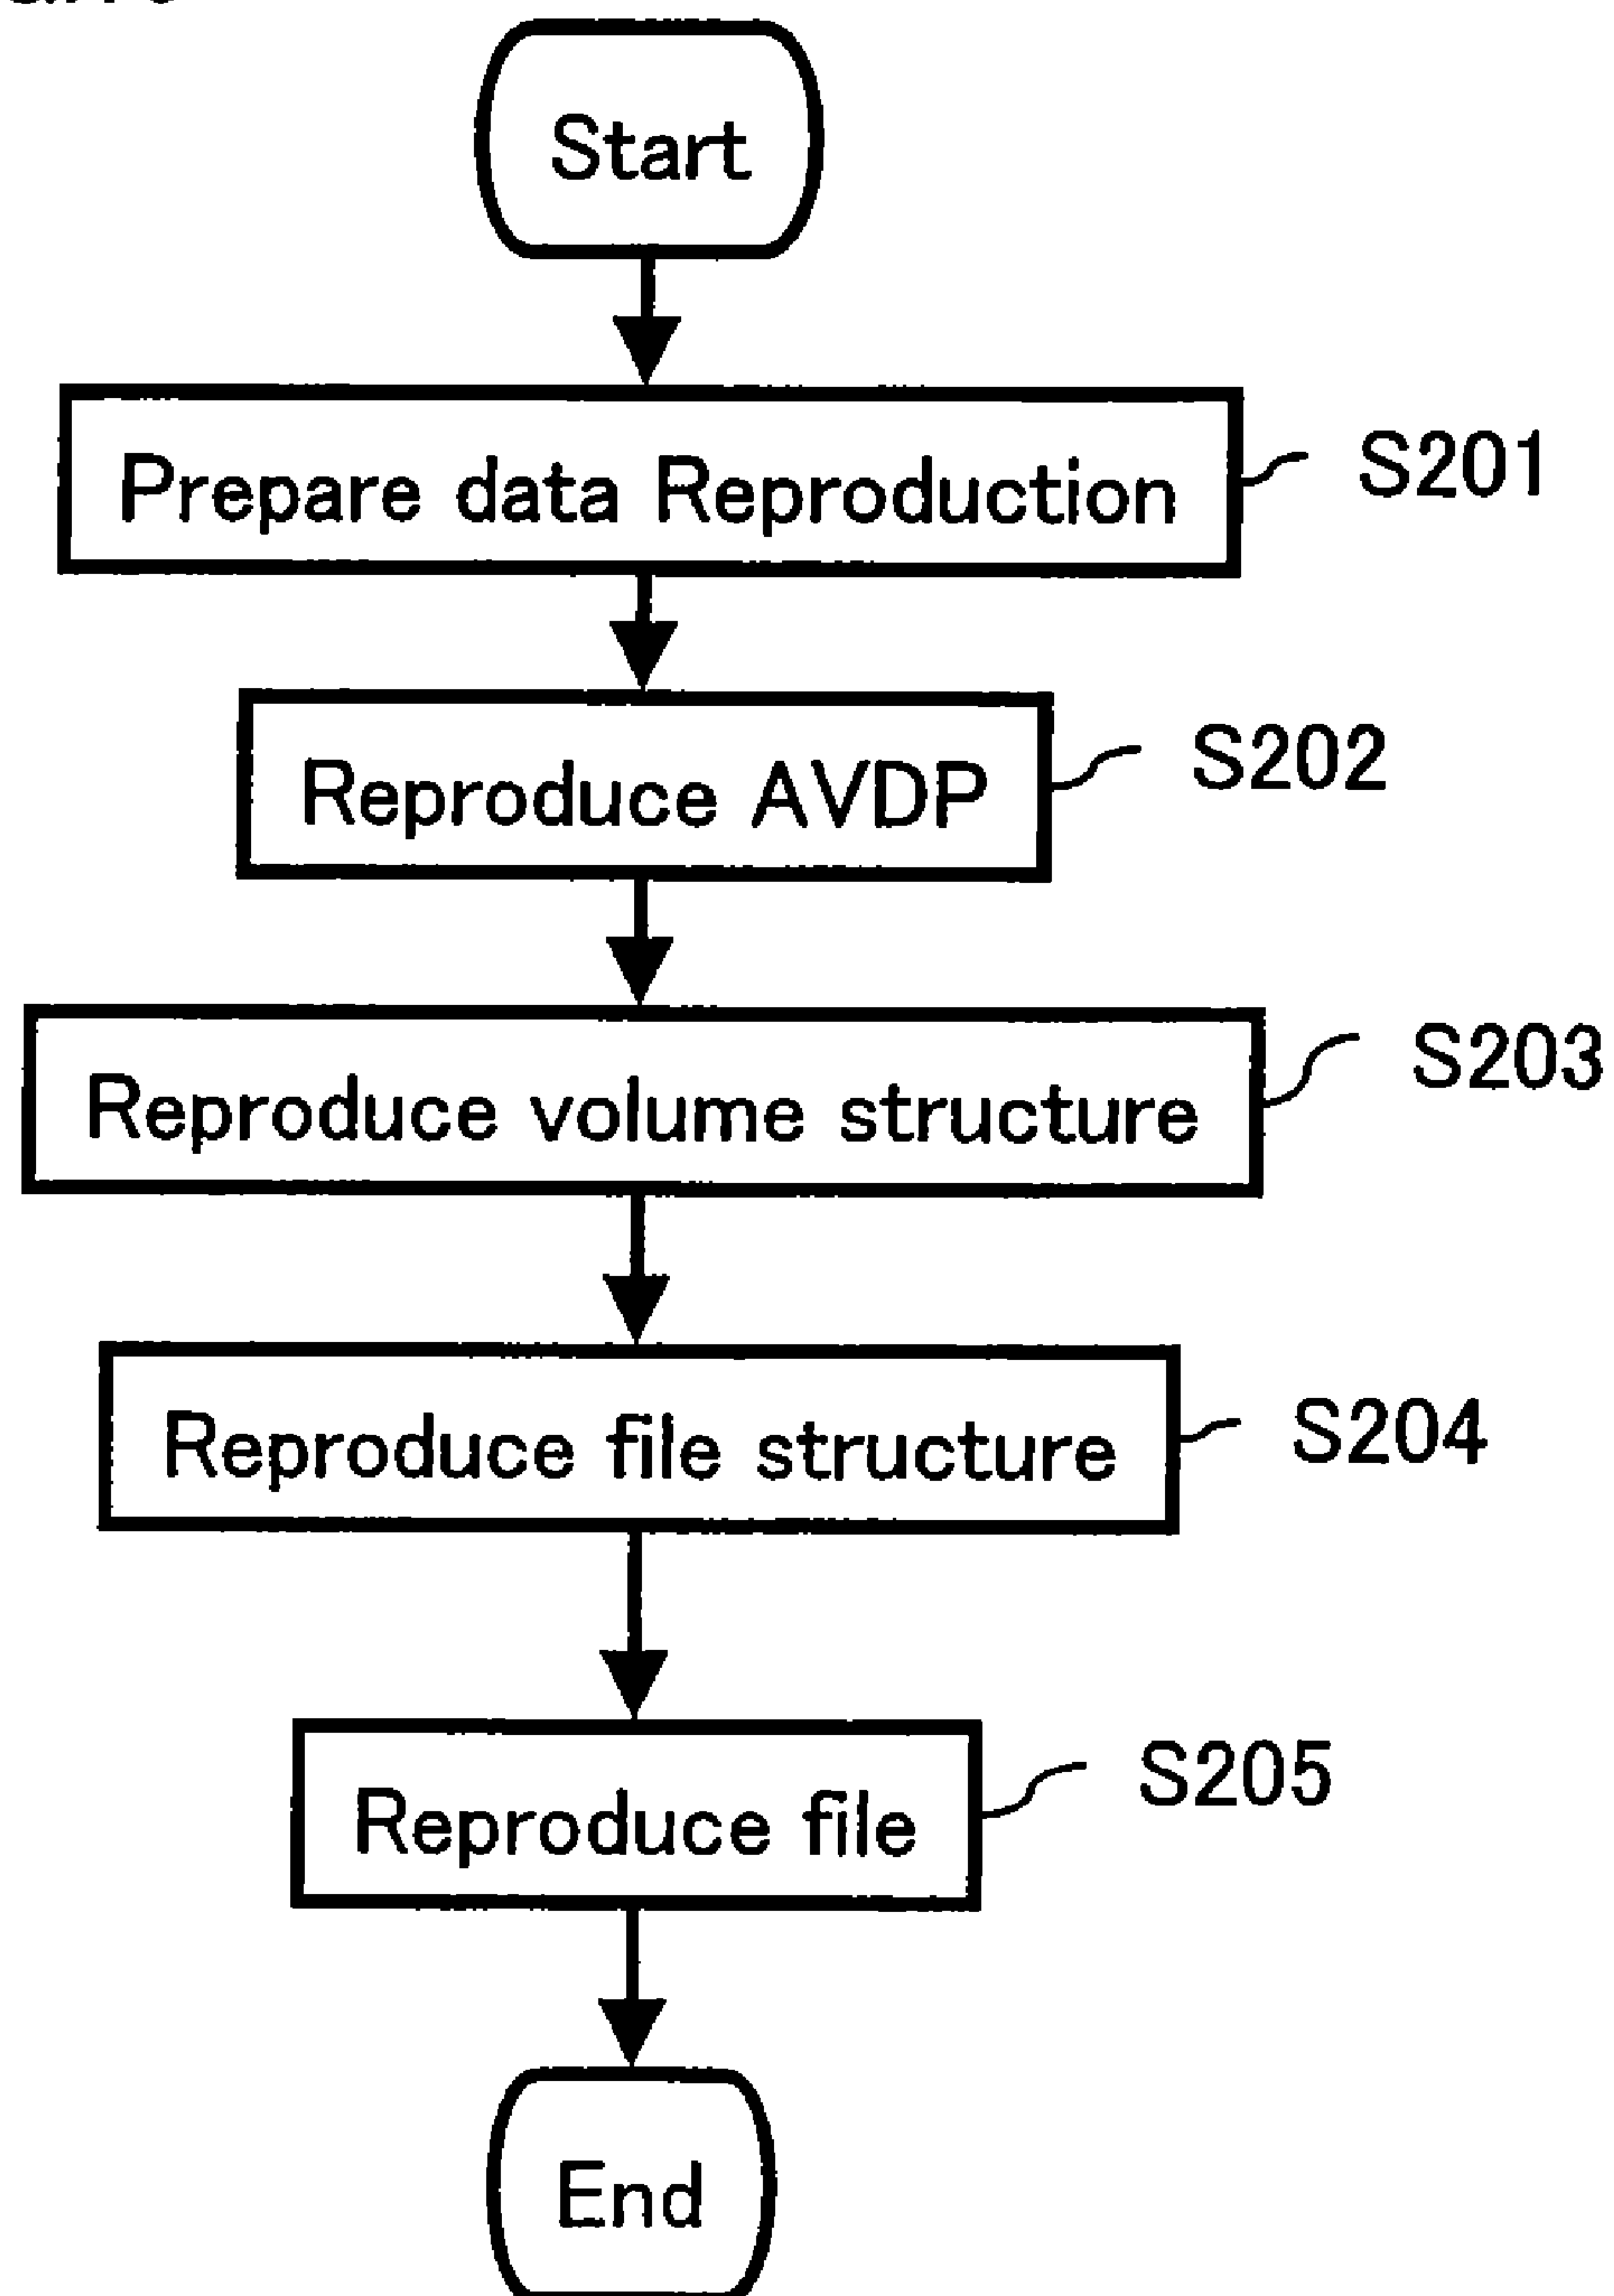 Start
Prepare data Reproduction
S201
Reproduce AVDP
S202
Reproduce volume structure
S203
Reproduce file structure
S204
Reproduce file
S205
End